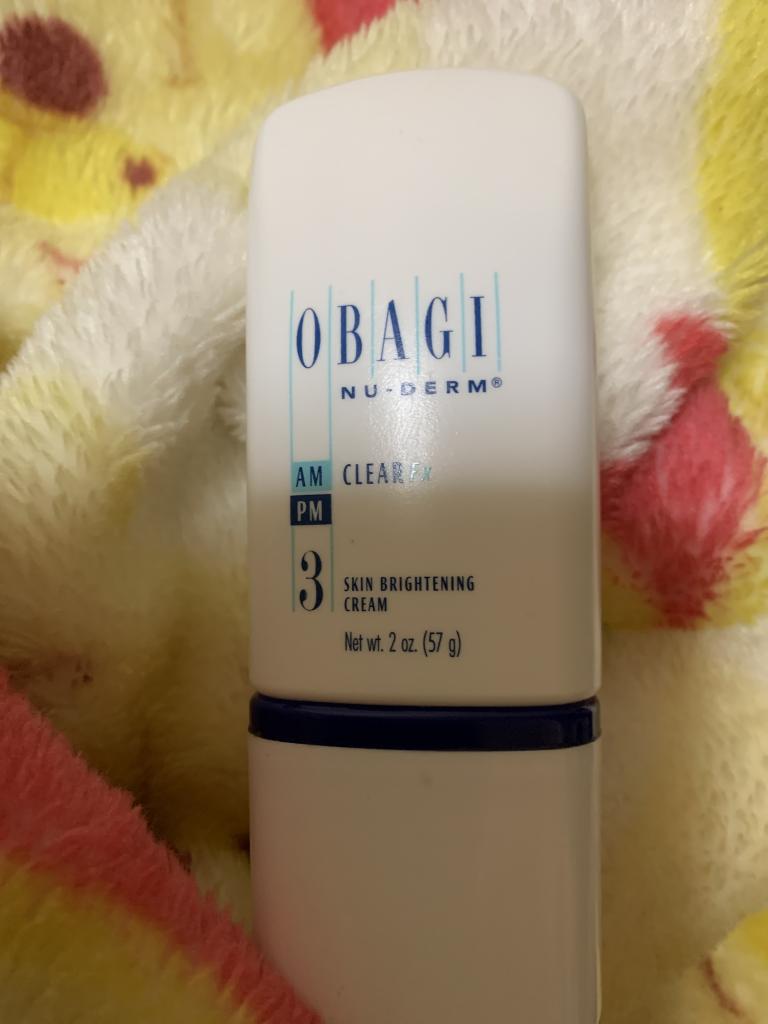 OBAGI
NU-DERM®
AM CLEAR Fx
PM
3 SKIN BRIGHTENING
CREAM
Net wt. 2 oz. (57 g)